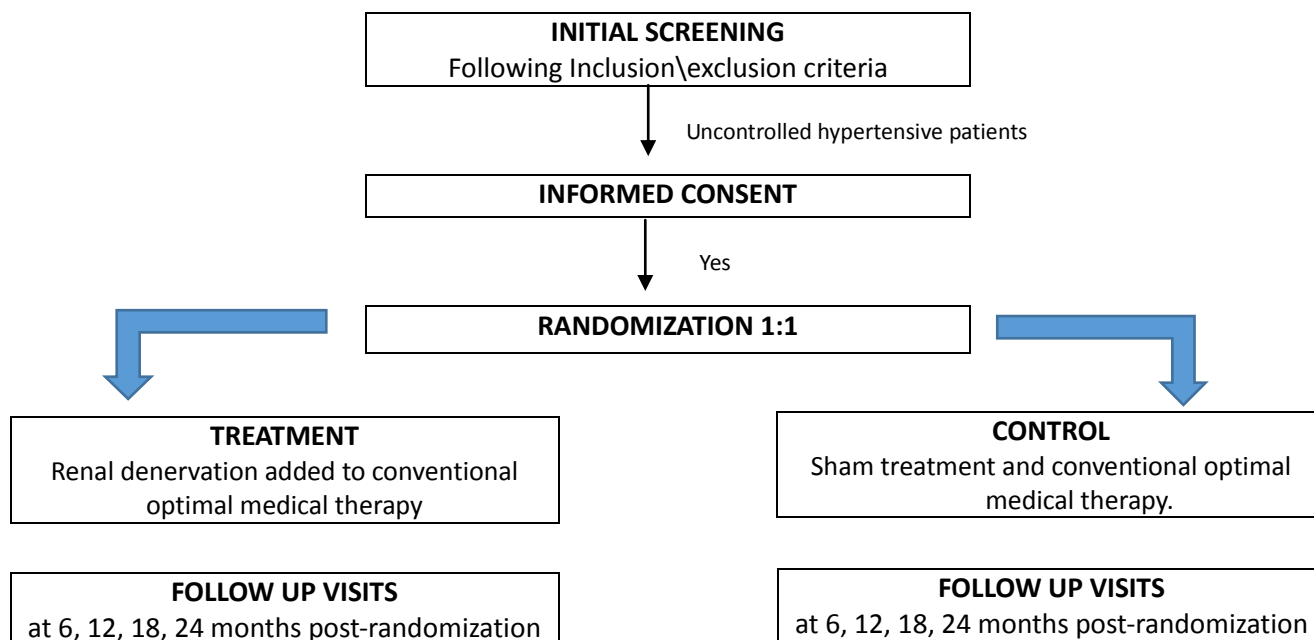 INITIAL SCREENING
Following Inclusion\exclusion criteria
Uncontrolled hypertensive patients
INFORMED CONSENT
Yes
RANDOMIZATION 1:1
TREATMENT
Renal denervation added to conventional
optimal medical therapy
CONTROL
Sham treatment and conventional optimal
medical therapy.
FOLLOW UP VISITS
at 6, 12, 18, 24 months post-randomization
FOLLOW UP VISITS
at 6, 12, 18, 24 months post-randomization